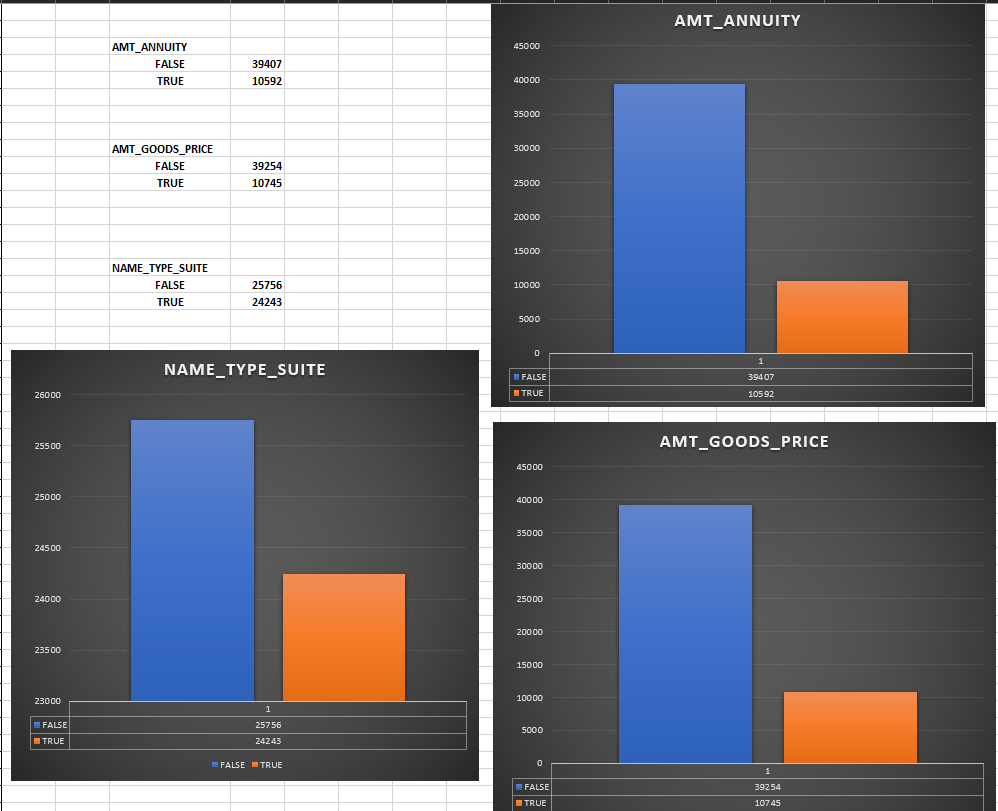 AMT_ANNUITY
FALSE 39407
TRUE 10592
AMT_GOODS_PRICE
FALSE 39254
TRUE 10745
NAME_TYPE_SUITE
FALSE 25756
TRUE 24243
AMT_ANNUITY
45000
40000
35000
30000
25000
20000
15000
10000
5000
0
1
FALSE 39407
TRUE 10592
NAME_TYPE_SUITE
26000
25500
25000
24500
24000
23500
23000
1
FALSE 25756
TRUE 24243
FALSE TRUE
AMT_GOODS_PRICE
45000
40000
35000
30000
25000
20000
15000
10000
5000
0
1
FALSE 39254
TRUE 10745